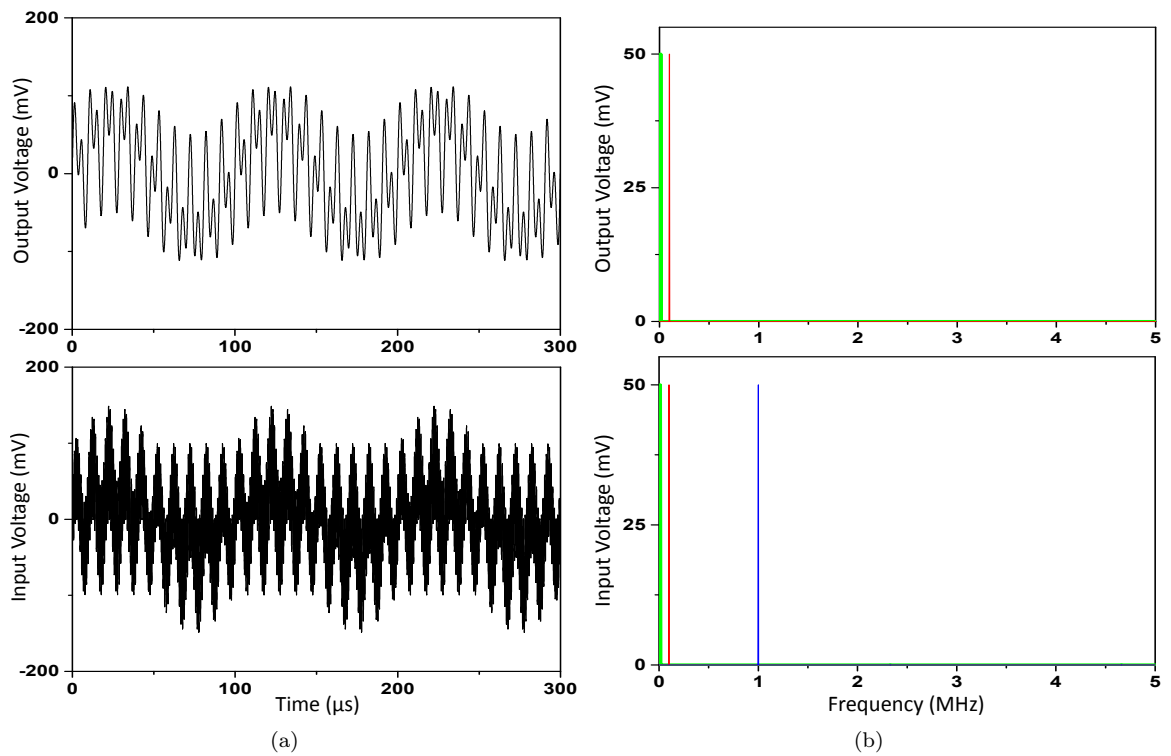 200
0
-200
Output Voltage (mV)
0 100 200 300
200
0
-200
Input Voltage (mV)
0 100 200 300
Time (µs)
(a)
50
25
0
Output Voltage (mV)
0 1 2 3 4 5
50
25
0
Input Voltage (mV)
0 1 2 3 4 5
Frequency (MHz)
(b)